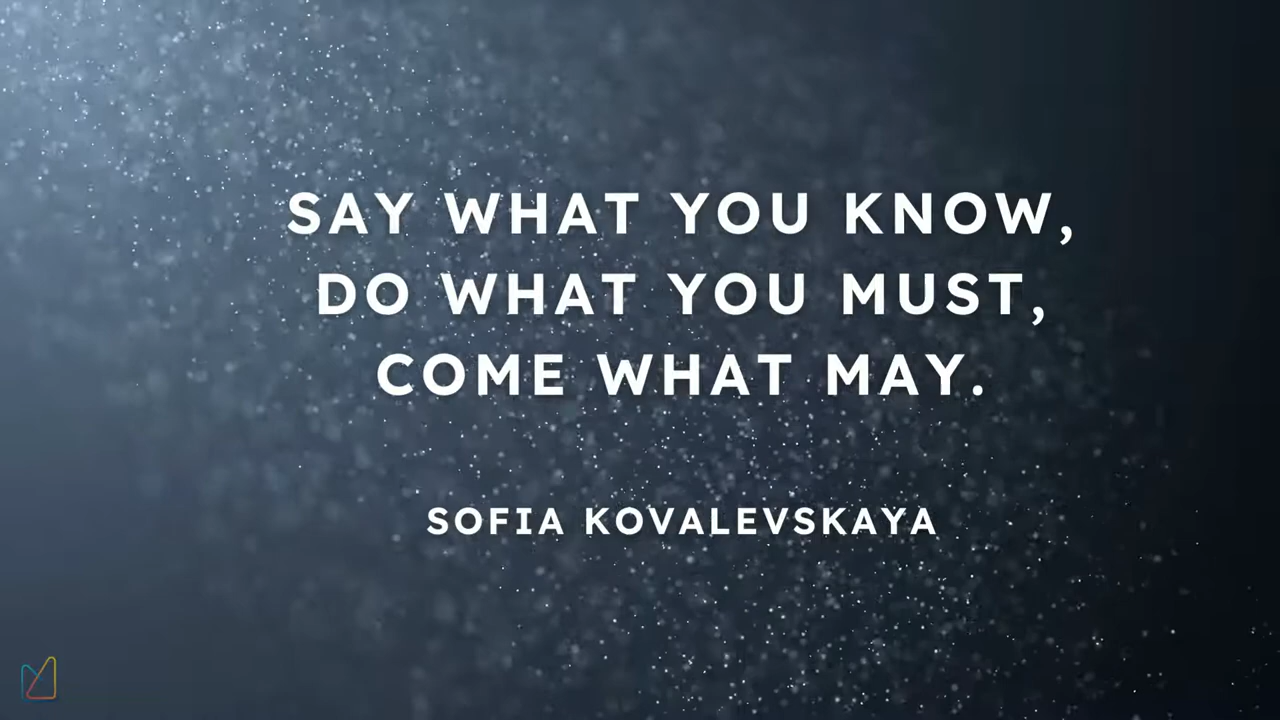 SAY WHAT YOU KNOW,
DO WHAT YOU MUST,
COME WHAT MAY.
SOFIA KOVALEVSKAYA